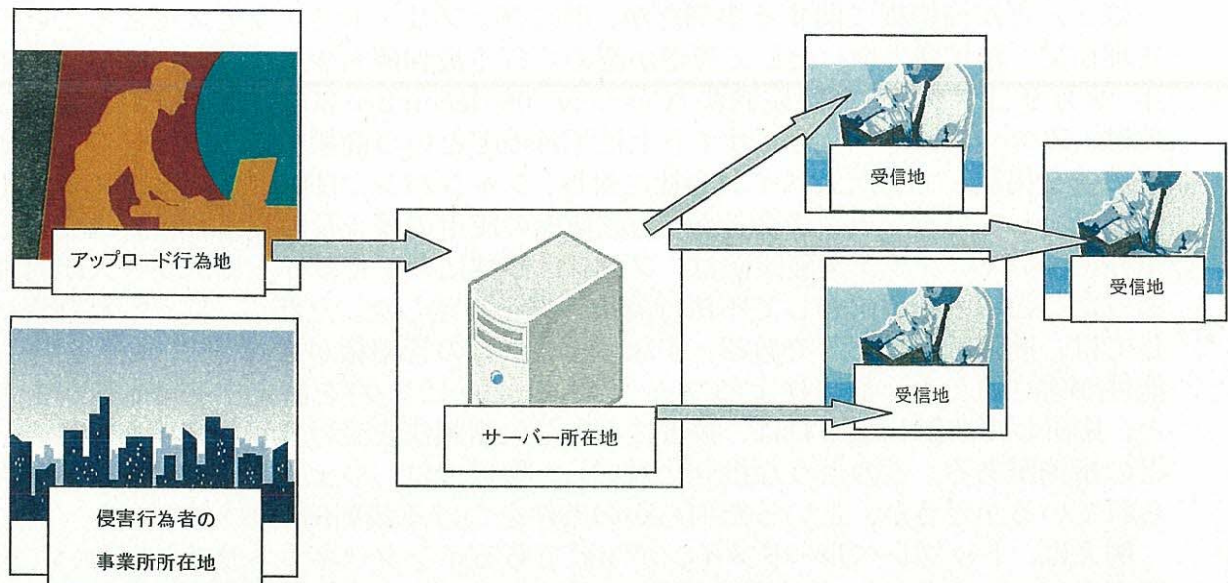 アップロード行為地
侵害行為者の
事業所所在地
サーバー所在地
受信地
受信地
受信地